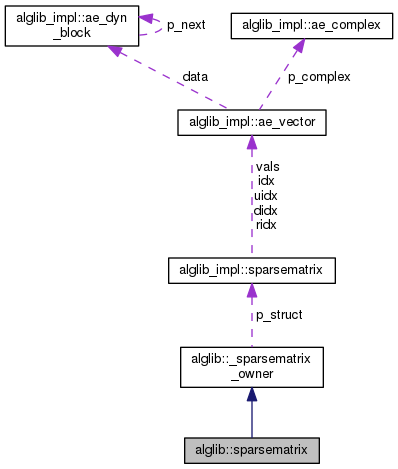 alglib_impl::ae_dyn
_block
p_next
alglib_impl::ae_complex
data
p_complex
alglib_impl::ae_vector
vals
idx
uidx
didx
ridx
alglib_impl::sparsematrix
p_struct
alglib::_sparsematrix
_owner
alglib::sparsematrix